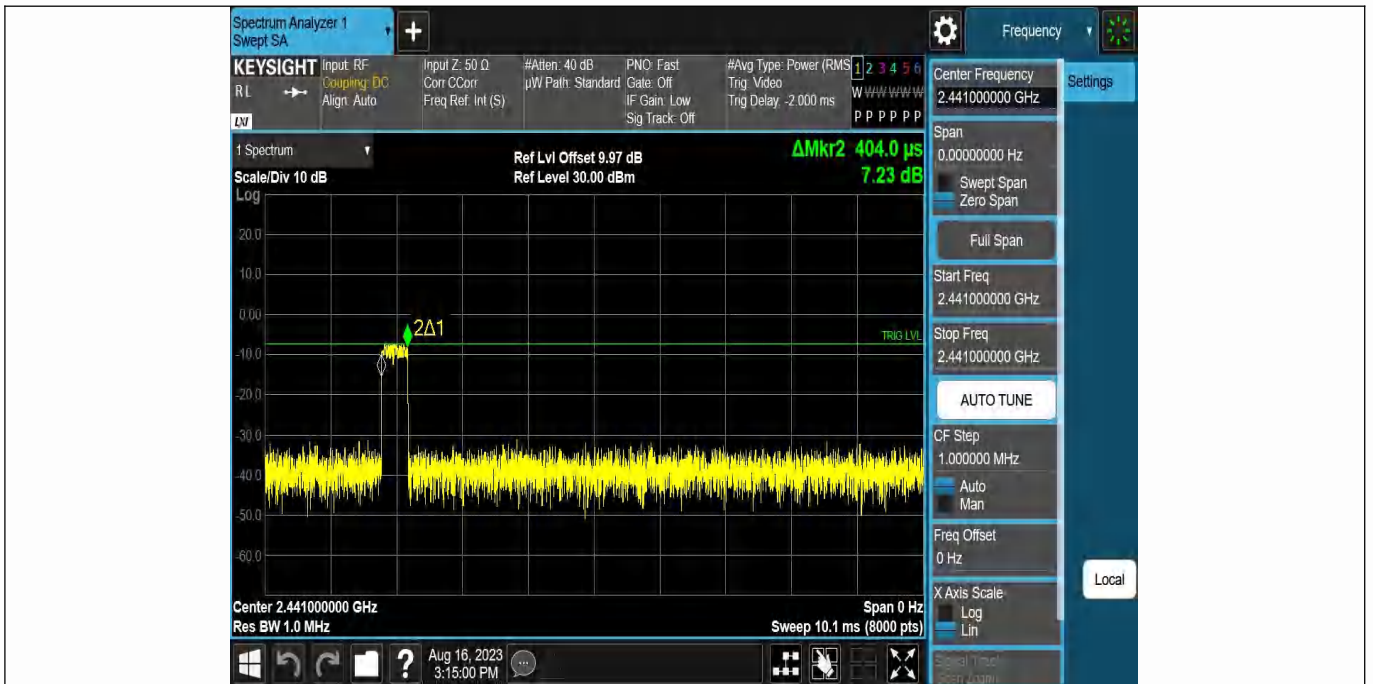 Spectrum Analyzer 1
Swept SA
+
Frequency
KEYSIGHT
RL
LXI
Input: RF
Coupling: DC
Align: Auto
Input Z: 50 Ω
Corr CCorr
Freq Ref: Int (S)
#Atten: 40 dB
µW Path: Standard
PNO: Fast
Gate: Off
IF Gain: Low
Sig Track: Off
#Avg Type: Power (RMS
Trig: Video
Trig Delay: -2.000 ms
1 2 3 4 5 6
W W W W W W
P P P P P P
1 Spectrum
Scale/Div 10 dB
Log
Ref Lvl Offset 9.97 dB
Ref Level 30.00 dBm
ΔMkr2 404.0 µs
7.23 dB
20.0
10.0
0.00
-10.0
-20.0
-30.0
-40.0
-50.0
-60.0
2Δ1
TRIG LVL
Center 2.441000000 GHz
Res BW 1.0 MHz
Span 0 Hz
Sweep 10.1 ms (8000 pts)
Center Frequency
2.441000000 GHz
Settings
Span
0.00000000 Hz
Swept Span
Zero Span
Full Span
Start Freq
2.441000000 GHz
Stop Freq
2.441000000 GHz
AUTO TUNE
CF Step
1.000000 MHz
Auto
Man
Freq Offset
0 Hz
X Axis Scale
Log
Lin
Local
Signal Track
(Span Zoom)
?
Aug 16, 2023
3:15:00 PM